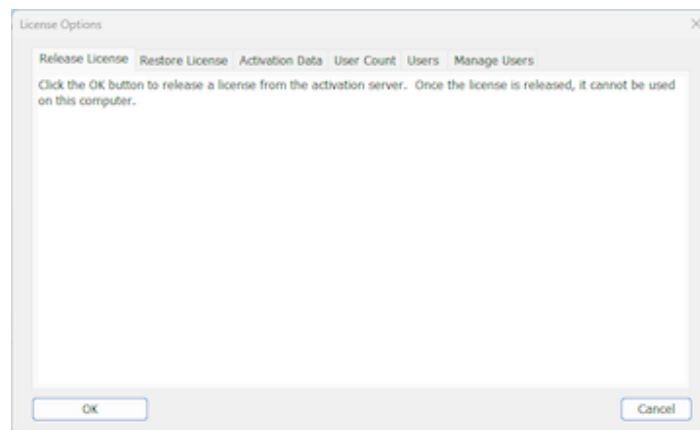 License Options
Release License Restore License Activation Data User Count Users Manage Users
Click the OK button to release a license from the activation server. Once the license is released, it cannot be used
on this computer.
OK Cancel